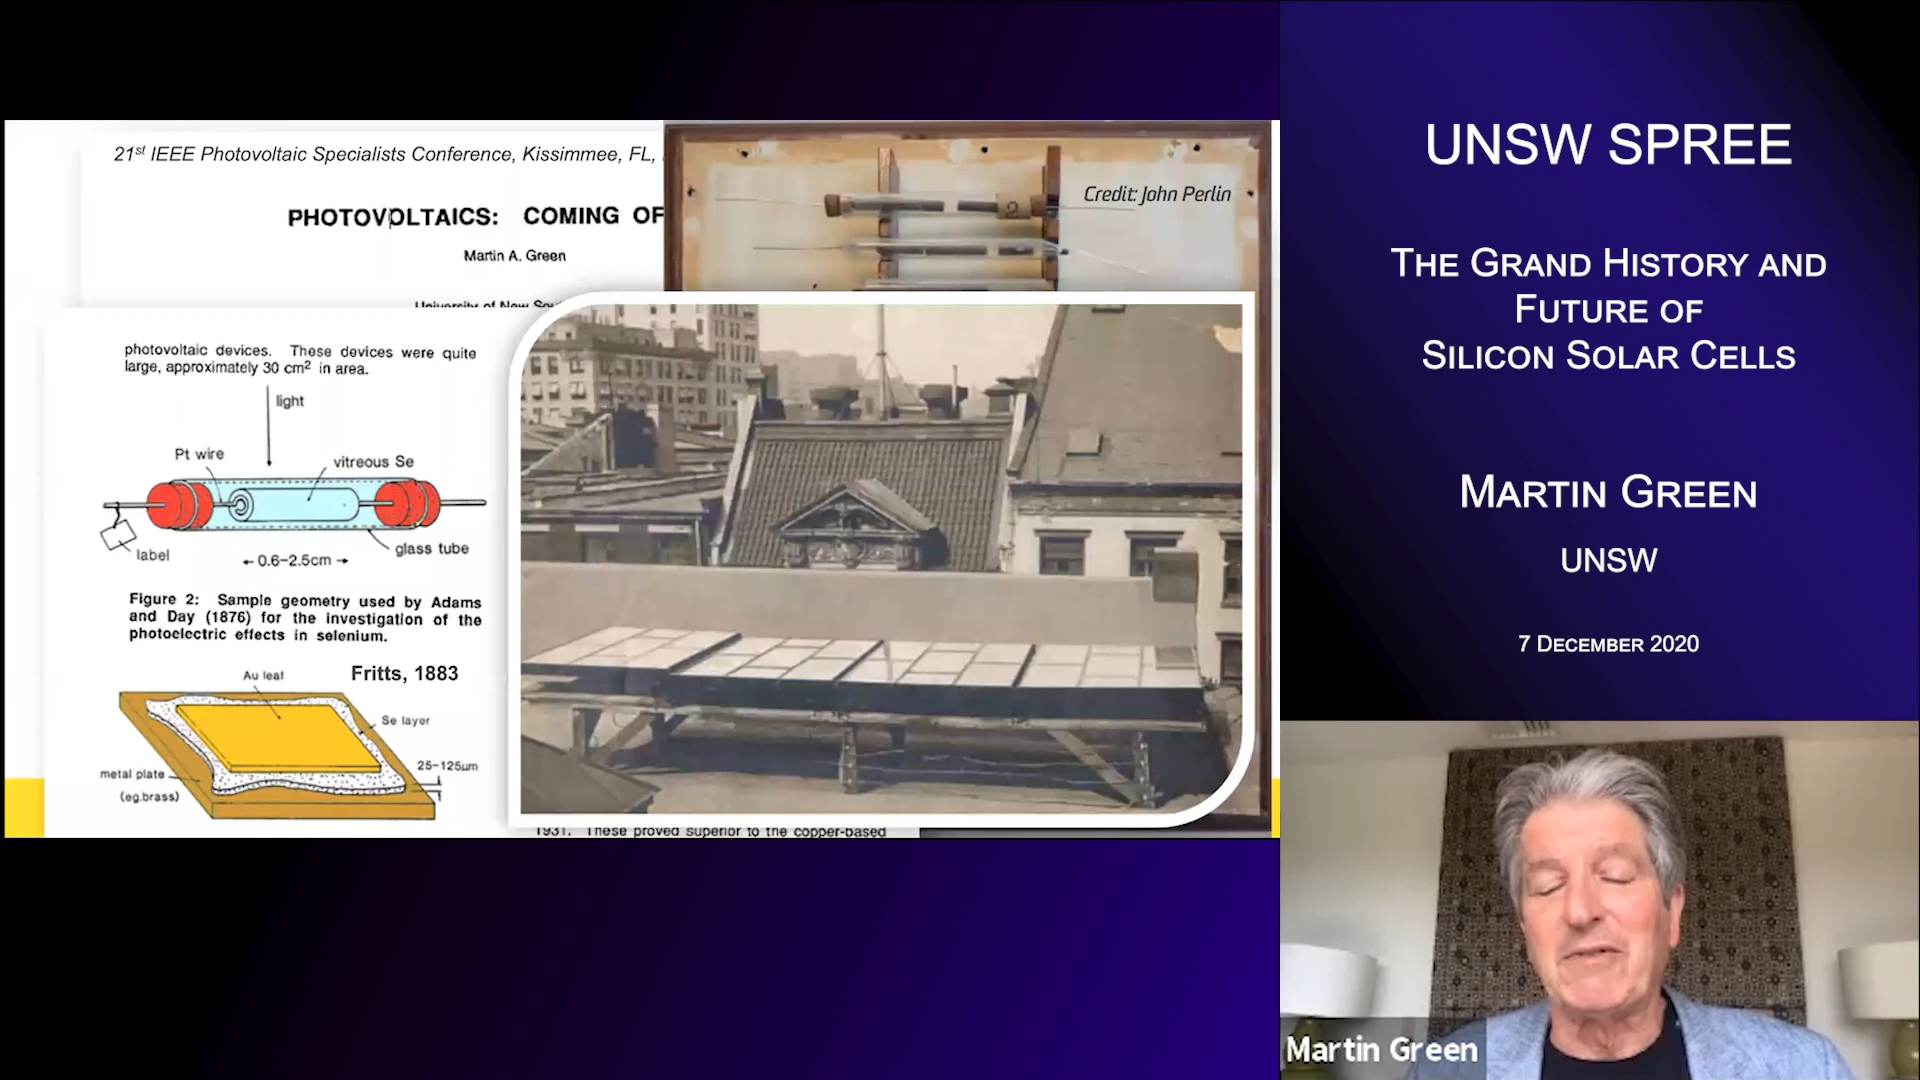 21st IEEE Photovoltaic Specialists Conference, Kissimmee, FL,
PHOTOVOLTAICS: COMING OF
Martin A. Green
University of New Sou
Credit: John Perlin
2
photovoltaic devices. These devices were quite
large, approximately 30 cm² in area.
light
Pt wire
vitreous Se
label
glass tube
0.6-2.5cm
Figure 2: Sample geometry used by Adams
and Day (1876) for the investigation of the
photoelectric effects in selenium.
Fritts, 1883
Au leaf
Se layer
25-125µm
metal plate
(eg.brass)
1931. These proved superior to the copper-based
UNSW SPREE
The Grand History and
Future of
Silicon Solar Cells
Martin Green
UNSW
7 December 2020
Martin Green